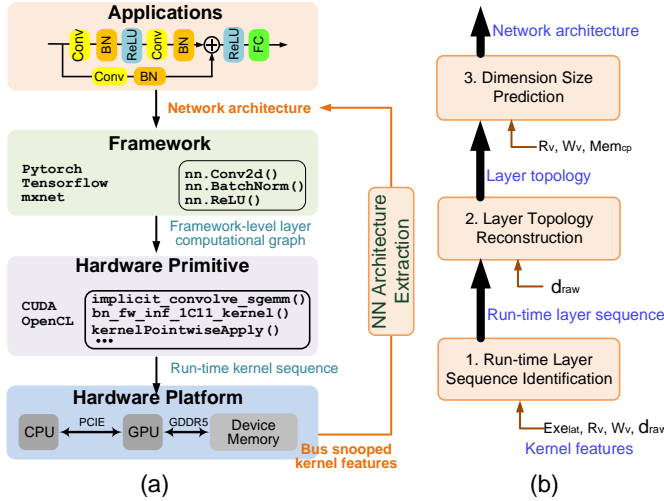 Applications
Conv BN ReLU Conv BN ReLU FC
Conv BN
Network architecture
Framework
Pytorch
Tensorflow
mxnet
nn.Conv2d()
nn.BatchNorm()
nn.ReLU()
Framework-level layer
computational graph
Hardware Primitive
CUDA
OpenCL
implicit_convolve_sgemm()
bn_fw_inf_1C11_kernel()
kernelPointwiseApply()
•••
Run-time kernel sequence
Hardware Platform
CPU PCIE GPU GDDR5 Device
Memory
Bus snooped
kernel features
NN Architecture
Extraction
(a)
Network architecture
3. Dimension Size
Prediction
Rv, Wv, Memcp
Layer topology
2. Layer Topology
Reconstruction
draw
Run-time layer sequence
1. Run-time Layer
Sequence Identification
Exelat, Rv, Wv, draw
Kernel features
(b)